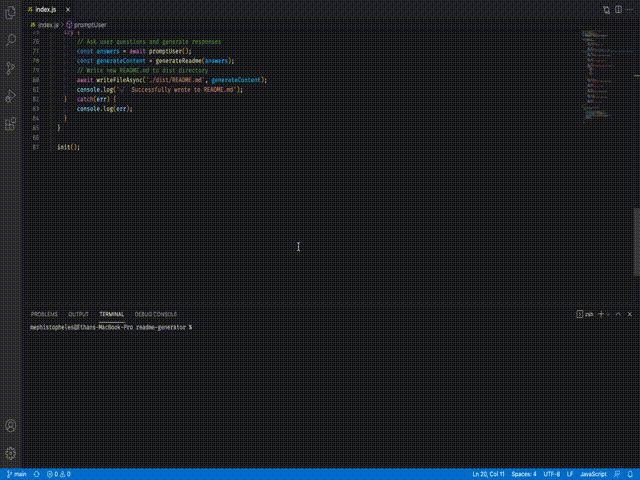 index.js ×
index.js > promptUser
75 try {
76 // Ask user questions and generate responses
77 const answers = await promptUser();
78 const generateContent = generateReadme(answers);
79 // Write new README.md to dist directory
80 await writeFileAsync('./dist/README.md', generateContent);
81 console.log('✓ Successfully wrote to README.md');
82 } catch(err) {
83 console.log(err);
84 }
85 }
86
87 init();
PROBLEMS OUTPUT TERMINAL DEBUG CONSOLE zsh
mephistopheles@Ethans-MacBook-Pro readme-generator %
main 0 0 Ln 20, Col 11 Spaces: 4 UTF-8 LF JavaScript